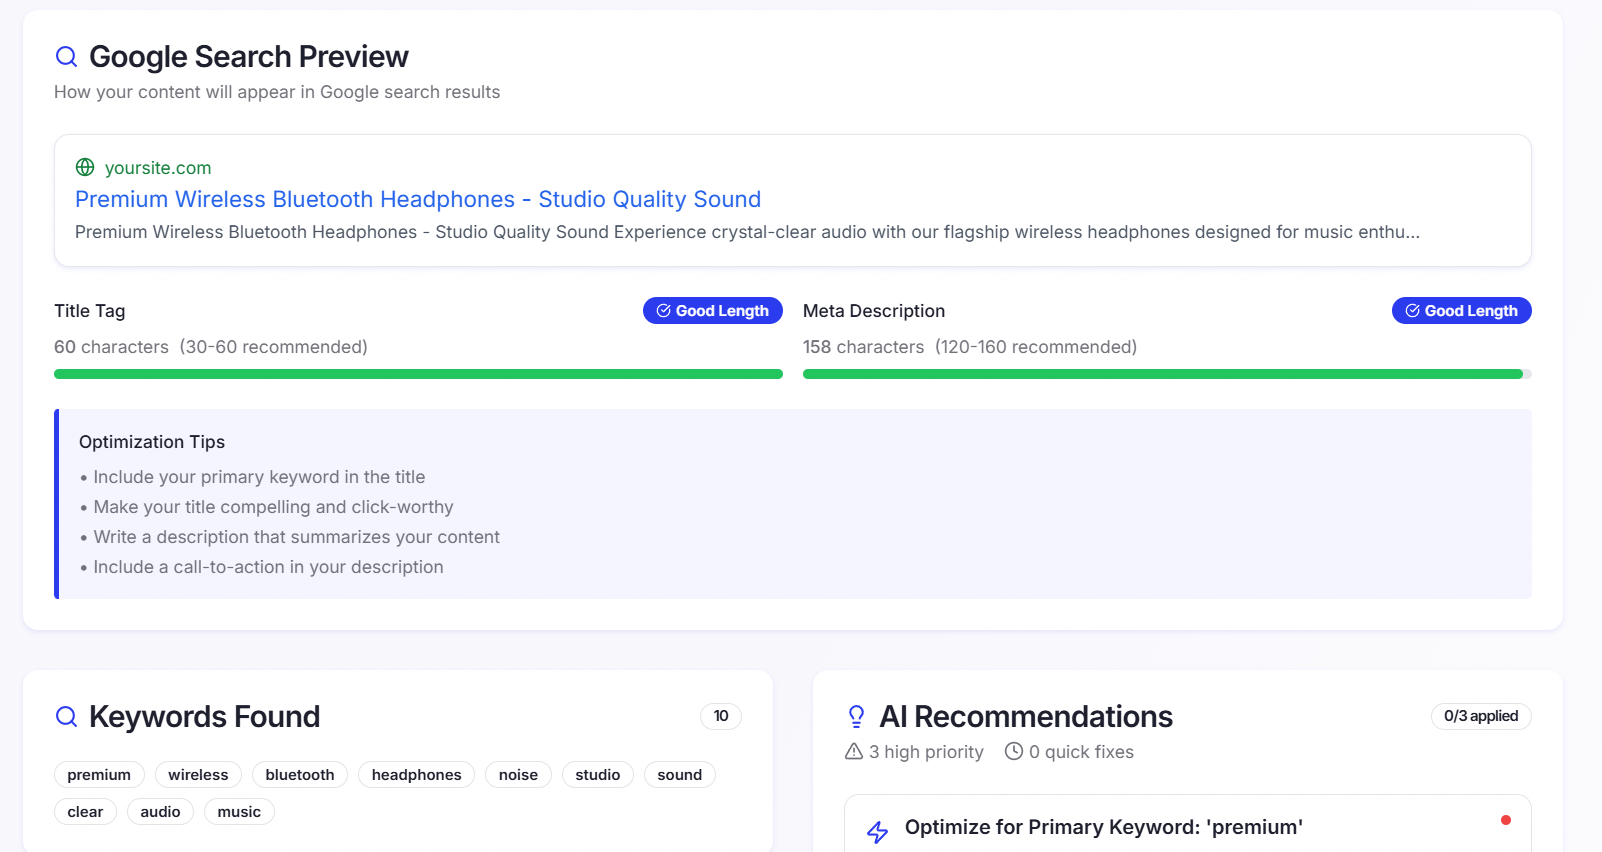 Google Search Preview
How your content will appear in Google search results
yoursite.com
Premium Wireless Bluetooth Headphones - Studio Quality Sound
Premium Wireless Bluetooth Headphones - Studio Quality Sound Experience crystal-clear audio with our flagship wireless headphones designed for music enthu...
Title Tag
Good Length
60 characters (30-60 recommended)
Meta Description
Good Length
158 characters (120-160 recommended)
Optimization Tips
• Include your primary keyword in the title
• Make your title compelling and click-worthy
• Write a description that summarizes your content
• Include a call-to-action in your description
Keywords Found
10
premium wireless bluetooth headphones noise studio sound
clear audio music
AI Recommendations
0/3 applied
3 high priority 0 quick fixes
Optimize for Primary Keyword: 'premium'